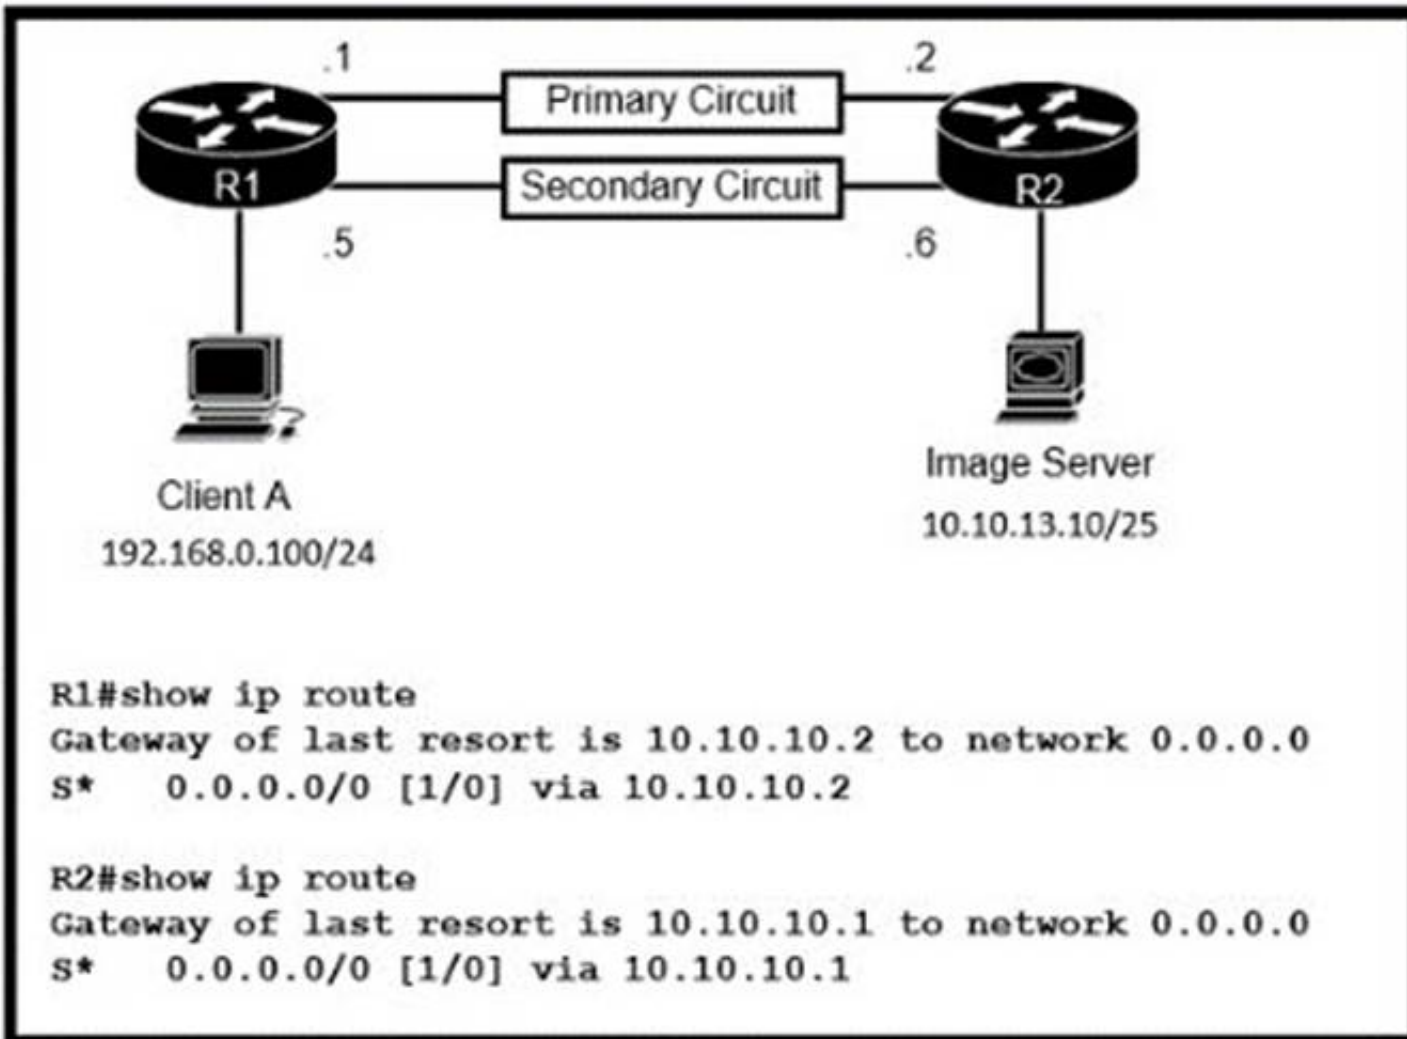 .1
.2
Primary Circuit
R1
Secondary Circuit
R2
.5
.6
Client A
192.168.0.100/24
Image Server
10.10.13.10/25
R1#show ip route
Gateway of last resort is 10.10.10.2 to network 0.0.0.0
S* 0.0.0.0/0 [1/0] via 10.10.10.2
R2#show ip route
Gateway of last resort is 10.10.10.1 to network 0.0.0.0
S* 0.0.0.0/0 [1/0] via 10.10.10.1